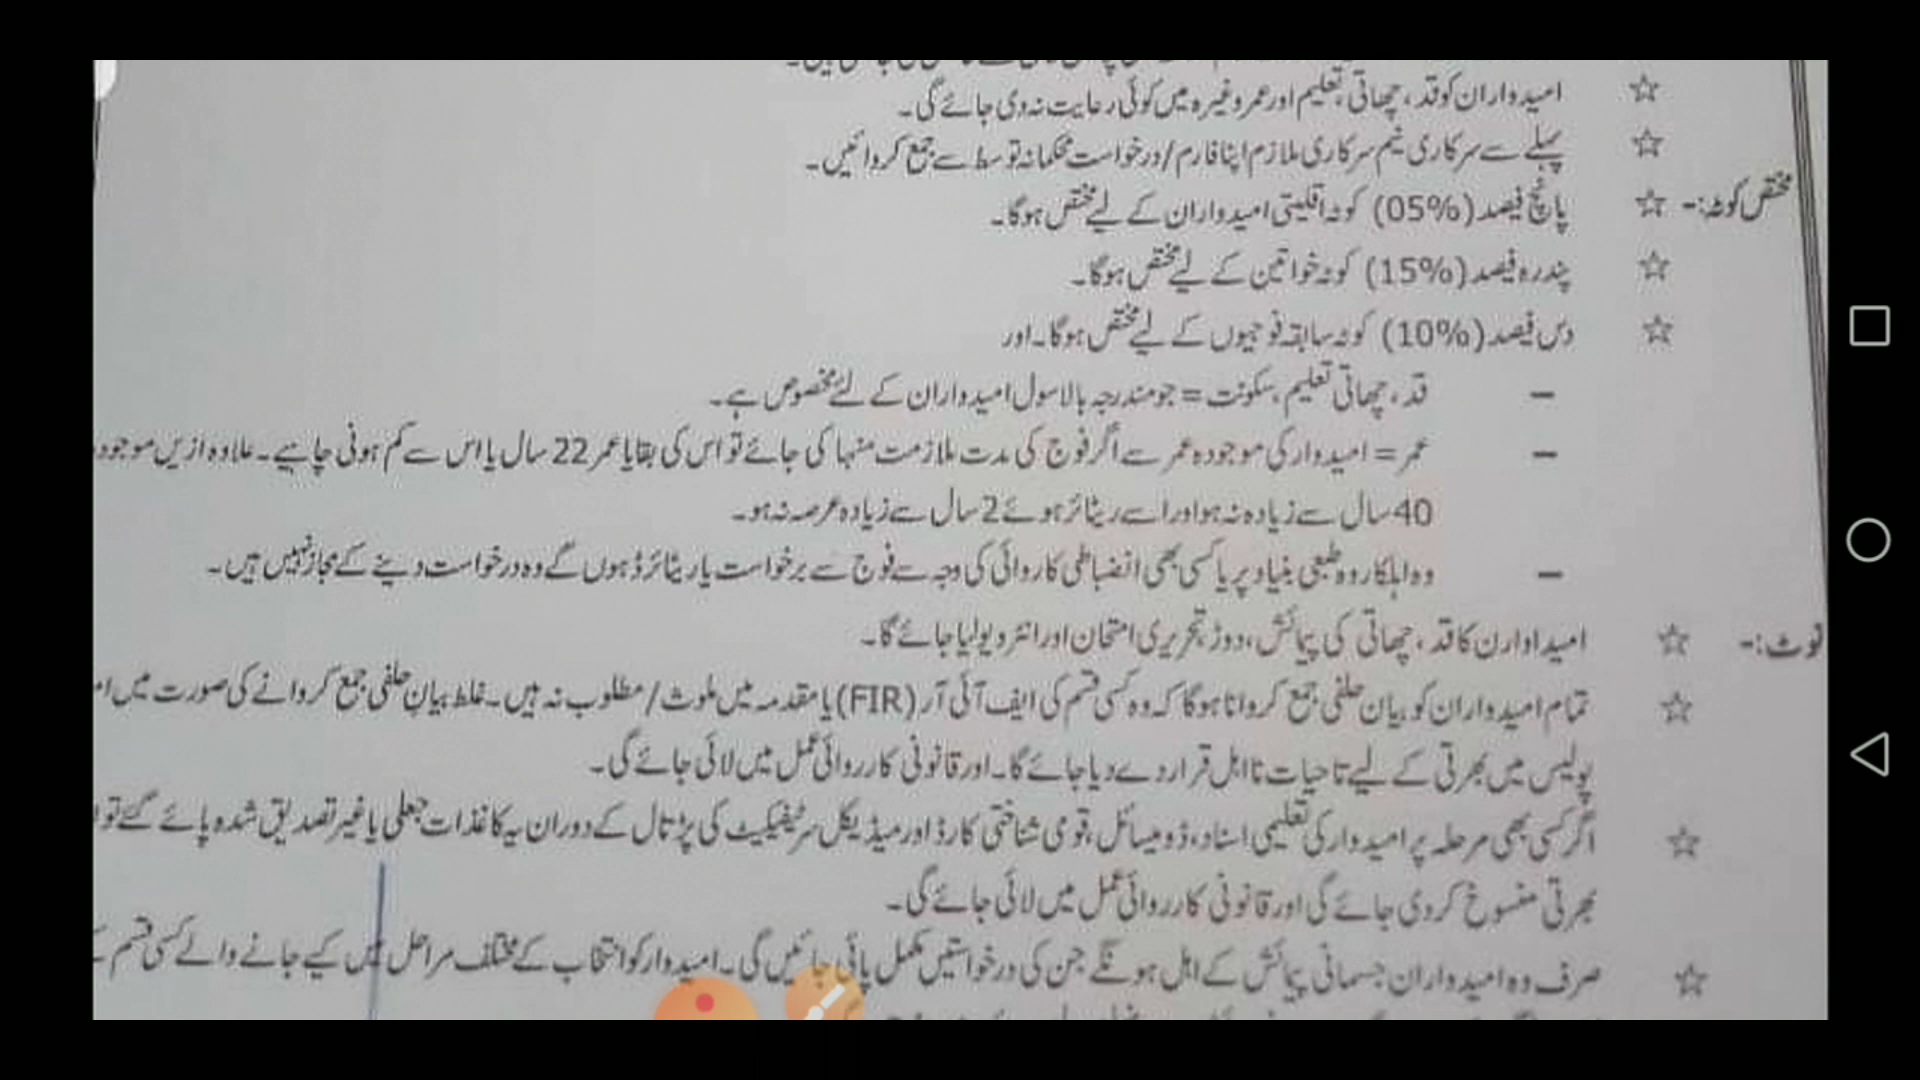 ☆ امیدواران کو قد، چھاتی، تعلیم اور عمر وغیرہ میں کوئی رعایت نہ دی جائے گی۔
☆ پہلے سے سرکاری نیم سرکاری ملازم اپنا فارم/درخواست محکمانہ توسط سے جمع کروائیں۔
مختص کوٹہ:- ☆ پانچ فیصد (05%) کوٹہ اقلیتی امیدواران کے لیے مختص ہوگا۔
☆ پندرہ فیصد (15%) کوٹہ خواتین کے لیے مختص ہوگا۔
☆ دس فیصد (10%) کوٹہ سابقہ فوجیوں کے لیے مختص ہوگا۔ اور
– قد، چھاتی، تعلیم، سکونت = جو مندرجہ بالا سول امیدواران کے لئے مخصوص ہے۔
– عمر = امیدوار کی موجودہ عمر سے اگر فوج کی مدت ملازمت منہا کی جائے تو اس کی بقایا عمر 22 سال یا اس سے کم ہونی چاہیے۔ علاوہ ازیں موجودہ
40 سال سے زیادہ نہ ہو اور اسے ریٹائر ہوئے 2 سال سے زیادہ عرصہ نہ ہو۔
– وہ اہلکار وہ طبعی بنیاد پر یا کسی بھی انضباطی کاروائی کی وجہ سے فوج سے برخواست یا ریٹائرڈ ہوں گے وہ درخواست دینے کے مجاز نہیں ہیں۔
نوٹ:- ☆ امیداوارن کا قد، چھاتی کی پیمائش، دوڑ، تحریری امتحان اور انٹرویو لیا جائے گا۔
☆ تمام امیدواران کو بیان حلفی جمع کروانا ہوگا کہ وہ کسی قسم کی ایف آئی آر (FIR) یا مقدمہ میں ملوث/مطلوب نہ ہیں۔ غلط بیان حلفی جمع کروانے کی صورت میں
پولیس میں بھرتی کے لیے تاحیات نااہل قرار دے دیا جائے گا۔ اور قانونی کارروائی عمل میں لائی جائے گی۔
☆ اگر کسی بھی مرحلہ پر امیدوار کی تعلیمی اسناد، ڈومیسائل، قومی شناختی کارڈ اور میڈیکل سرٹیفکیٹ کی پڑتال کے دوران یہ کاغذات جعلی یا غیر تصدیق شدہ پائے گئے تو
بھرتی منسوخ کر دی جائے گی اور قانونی کارروائی عمل میں لائی جائے گی۔
☆ صرف وہ امیدواران جسمانی پیمائش کے اہل ہونگے جن کی درخواستیں مکمل پائی جائیں گی۔ امیدوار کو انتخاب کے مختلف مراحل میں کیے جانے والے کسی قسم کے